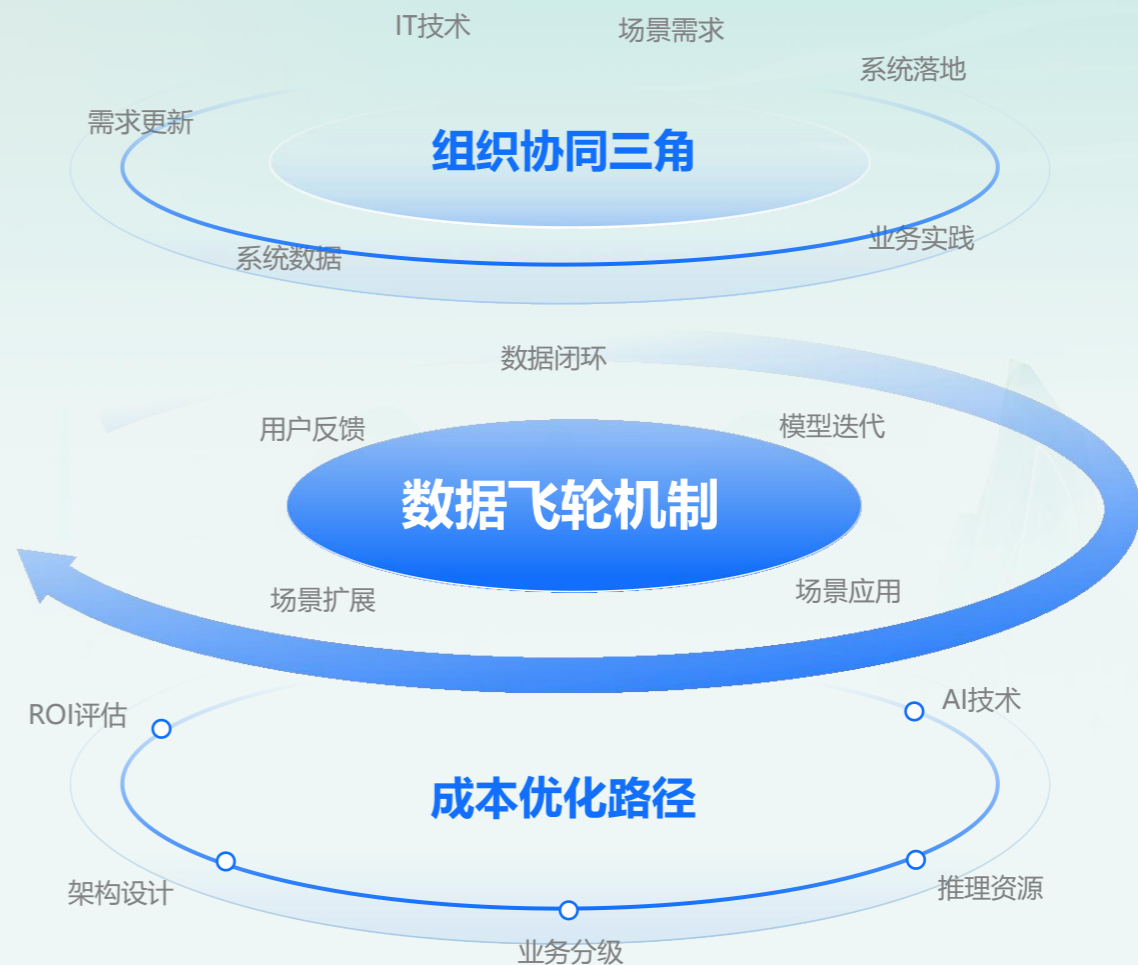 IT技术
场景需求
系统落地
需求更新
组织协同三角
业务实践
系统数据
数据闭环
用户反馈
模型迭代
数据飞轮机制
场景扩展
场景应用
ROI评估
AI技术
成本优化路径
架构设计
推理资源
业务分级